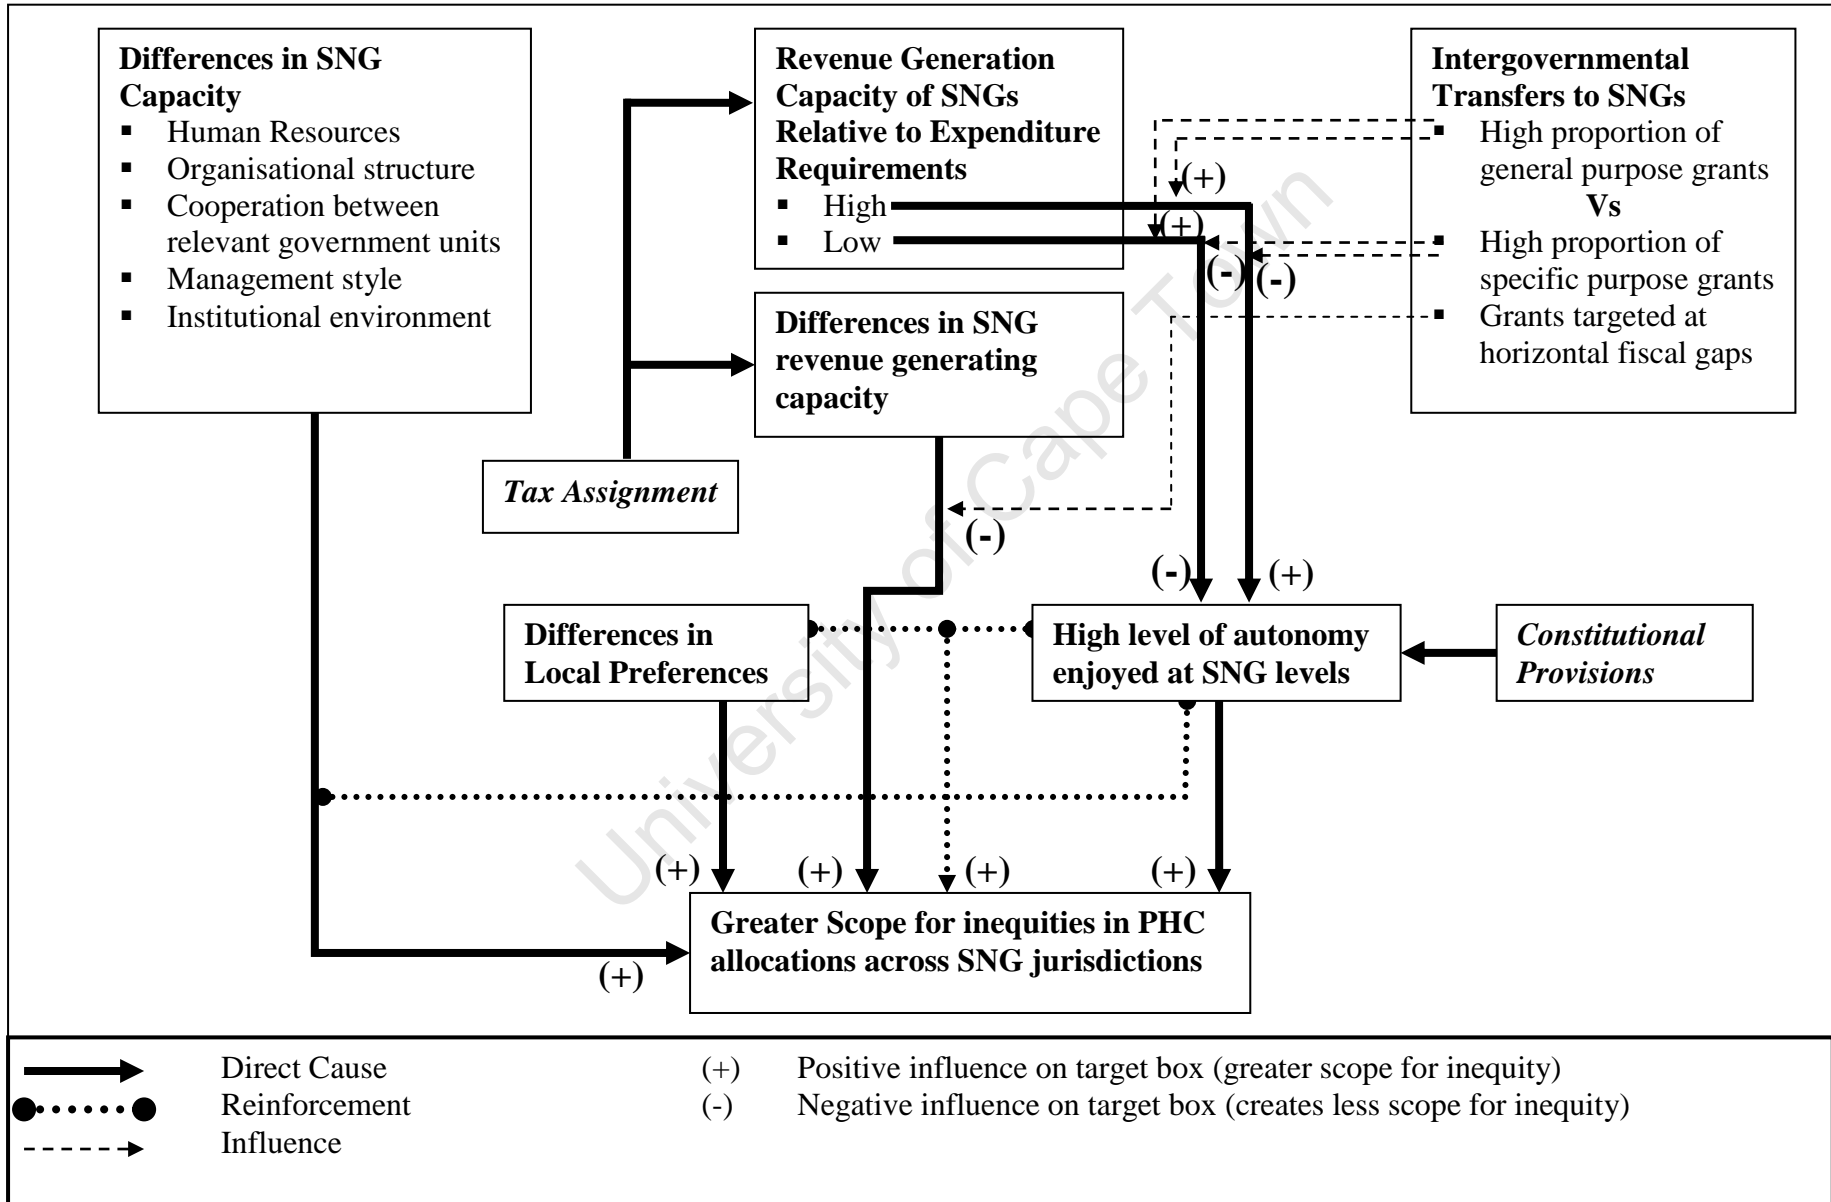 Differences in SNG
Capacity
▪ Human Resources
▪ Organisational structure
▪ Cooperation between
relevant government units
▪ Management style
▪ Institutional environment
Revenue Generation
Capacity of SNGs
Relative to Expenditure
Requirements
▪ High
▪ Low
Intergovernmental
Transfers to SNGs
▪ High proportion of
general purpose grants
Vs
▪ High proportion of
specific purpose grants
▪ Grants targeted at
horizontal fiscal gaps
(+)
(+)
(-)
(-)
Differences in SNG
revenue generating
capacity
Tax Assignment
(-)
(-)
(+)
Differences in
Local Preferences
High level of autonomy
enjoyed at SNG levels
Constitutional
Provisions
(+)
(+)
(+)
(+)
Greater Scope for inequities in PHC
allocations across SNG jurisdictions
(+)
University of Cape Town
Direct Cause
Reinforcement
Influence
(+) Positive influence on target box (greater scope for inequity)
(-) Negative influence on target box (creates less scope for inequity)